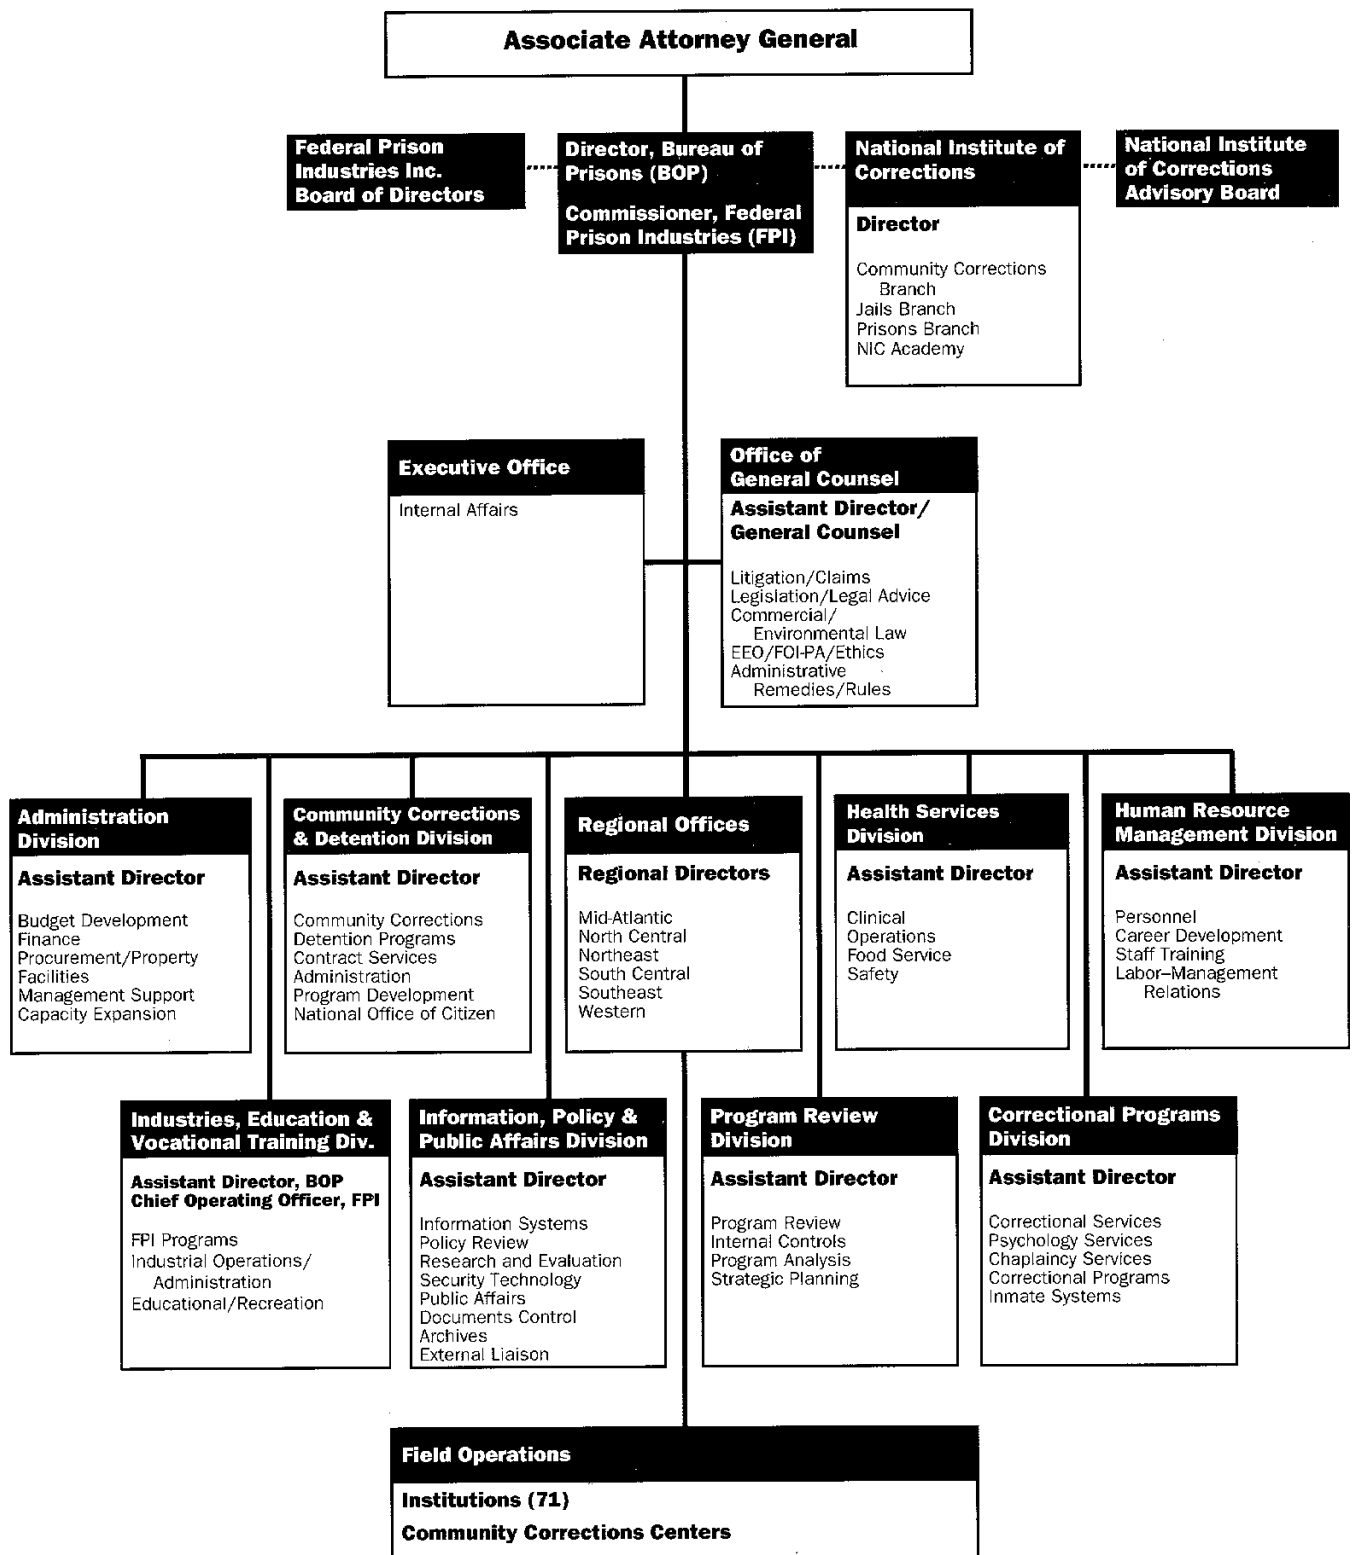 Associate Attorney General
Federal Prison
Industries Inc.
Board of Directors
Director, Bureau of
Prisons (BOP)
Commissioner, Federal
Prison Industries (FPI)
National Institute of
Corrections
Director
Community Corrections
Branch
Jails Branch
Prisons Branch
NIC Academy
National Institute
of Corrections
Advisory Board
Executive Office
Internal Affairs
Office of
General Counsel
Assistant Director/
General Counsel
Litigation/Claims
Legislation/Legal Advice
Commercial/
Environmental Law
EEO/FOI-PA/Ethics
Administrative
Remedies/Rules
Administration
Division
Assistant Director
Budget Development
Finance
Procurement/Property
Facilities
Management Support
Capacity Expansion
Community Corrections
& Detention Division
Assistant Director
Community Corrections
Detention Programs
Contract Services
Administration
Program Development
National Office of Citizen
Regional Offices
Regional Directors
Mid-Atlantic
North Central
Northeast
South Central
Southeast
Western
Health Services
Division
Assistant Director
Clinical
Operations
Food Service
Safety
Human Resource
Management Division
Assistant Director
Personnel
Career Development
Staff Training
Labor–Management
Relations
Industries, Education &
Vocational Training Div.
Assistant Director, BOP
Chief Operating Officer, FPI
FPI Programs
Industrial Operations/
Administration
Educational/Recreation
Information, Policy &
Public Affairs Division
Assistant Director
Information Systems
Policy Review
Research and Evaluation
Security Technology
Public Affairs
Documents Control
Archives
External Liaison
Program Review
Division
Assistant Director
Program Review
Internal Controls
Program Analysis
Strategic Planning
Correctional Programs
Division
Assistant Director
Correctional Services
Psychology Services
Chaplaincy Services
Correctional Programs
Inmate Systems
Field Operations
Institutions (71)
Community Corrections Centers